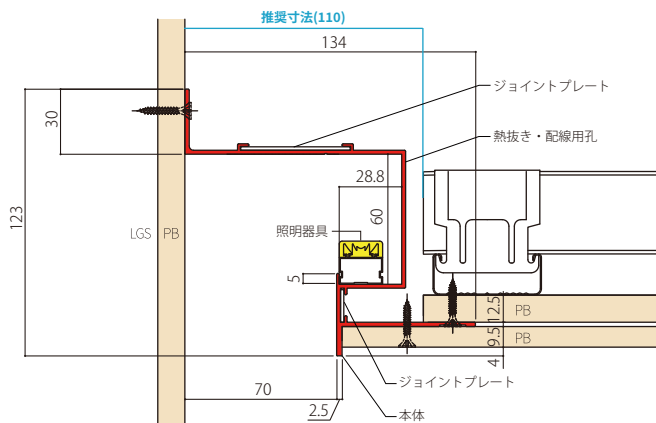 推奨寸法(110)
134
ジョイントプレート
30
熱抜き・配線用孔
28.8
123
60
LGS
PB
照明器具
5
12.5
PB
9.5
PB
4
ジョイントプレート
70
2.5
本体